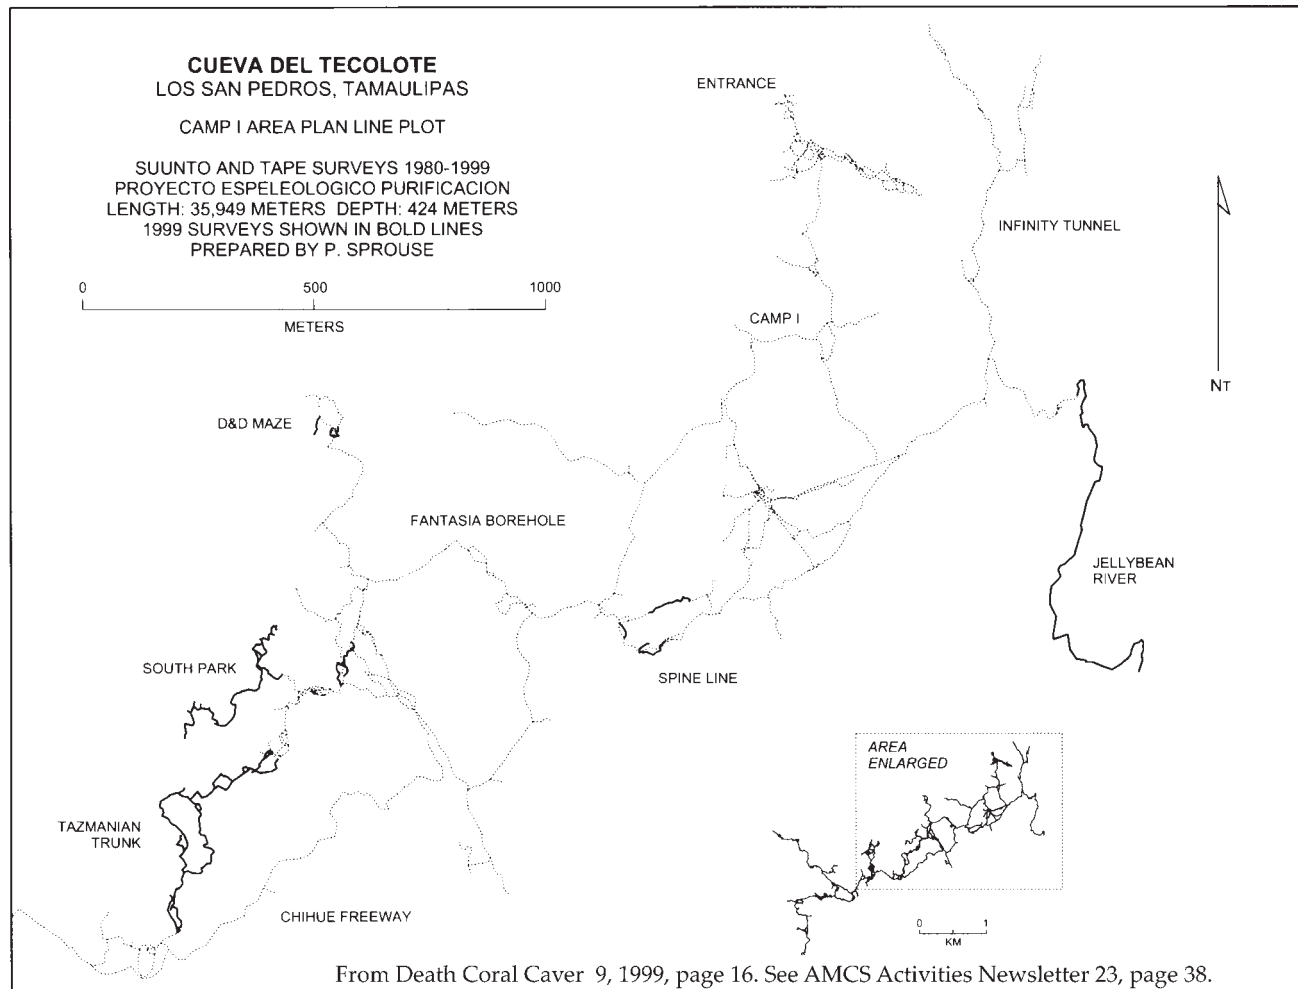 CUEVA DEL TECOLOTE
LOS SAN PEDROS, TAMAULIPAS
CAMP I AREA PLAN LINE PLOT
SUUNTO AND TAPE SURVEYS 1980-1999
PROYECTO ESPELEOLOGICO PURIFICACION
LENGTH: 35,949 METERS DEPTH: 424 METERS
1999 SURVEYS SHOWN IN BOLD LINES
PREPARED BY P. SPROUSE
0 500 1000
METERS
ENTRANCE
INFINITY TUNNEL
CAMP I
NT
D&D MAZE
FANTASIA BOREHOLE
JELLYBEAN
RIVER
SOUTH PARK
SPINE LINE
AREA
ENLARGED
TAZMANIAN
TRUNK
CHIHUE FREEWAY
0 1
KM
From Death Coral Caver 9, 1999, page 16. See AMCS Activities Newsletter 23, page 38.